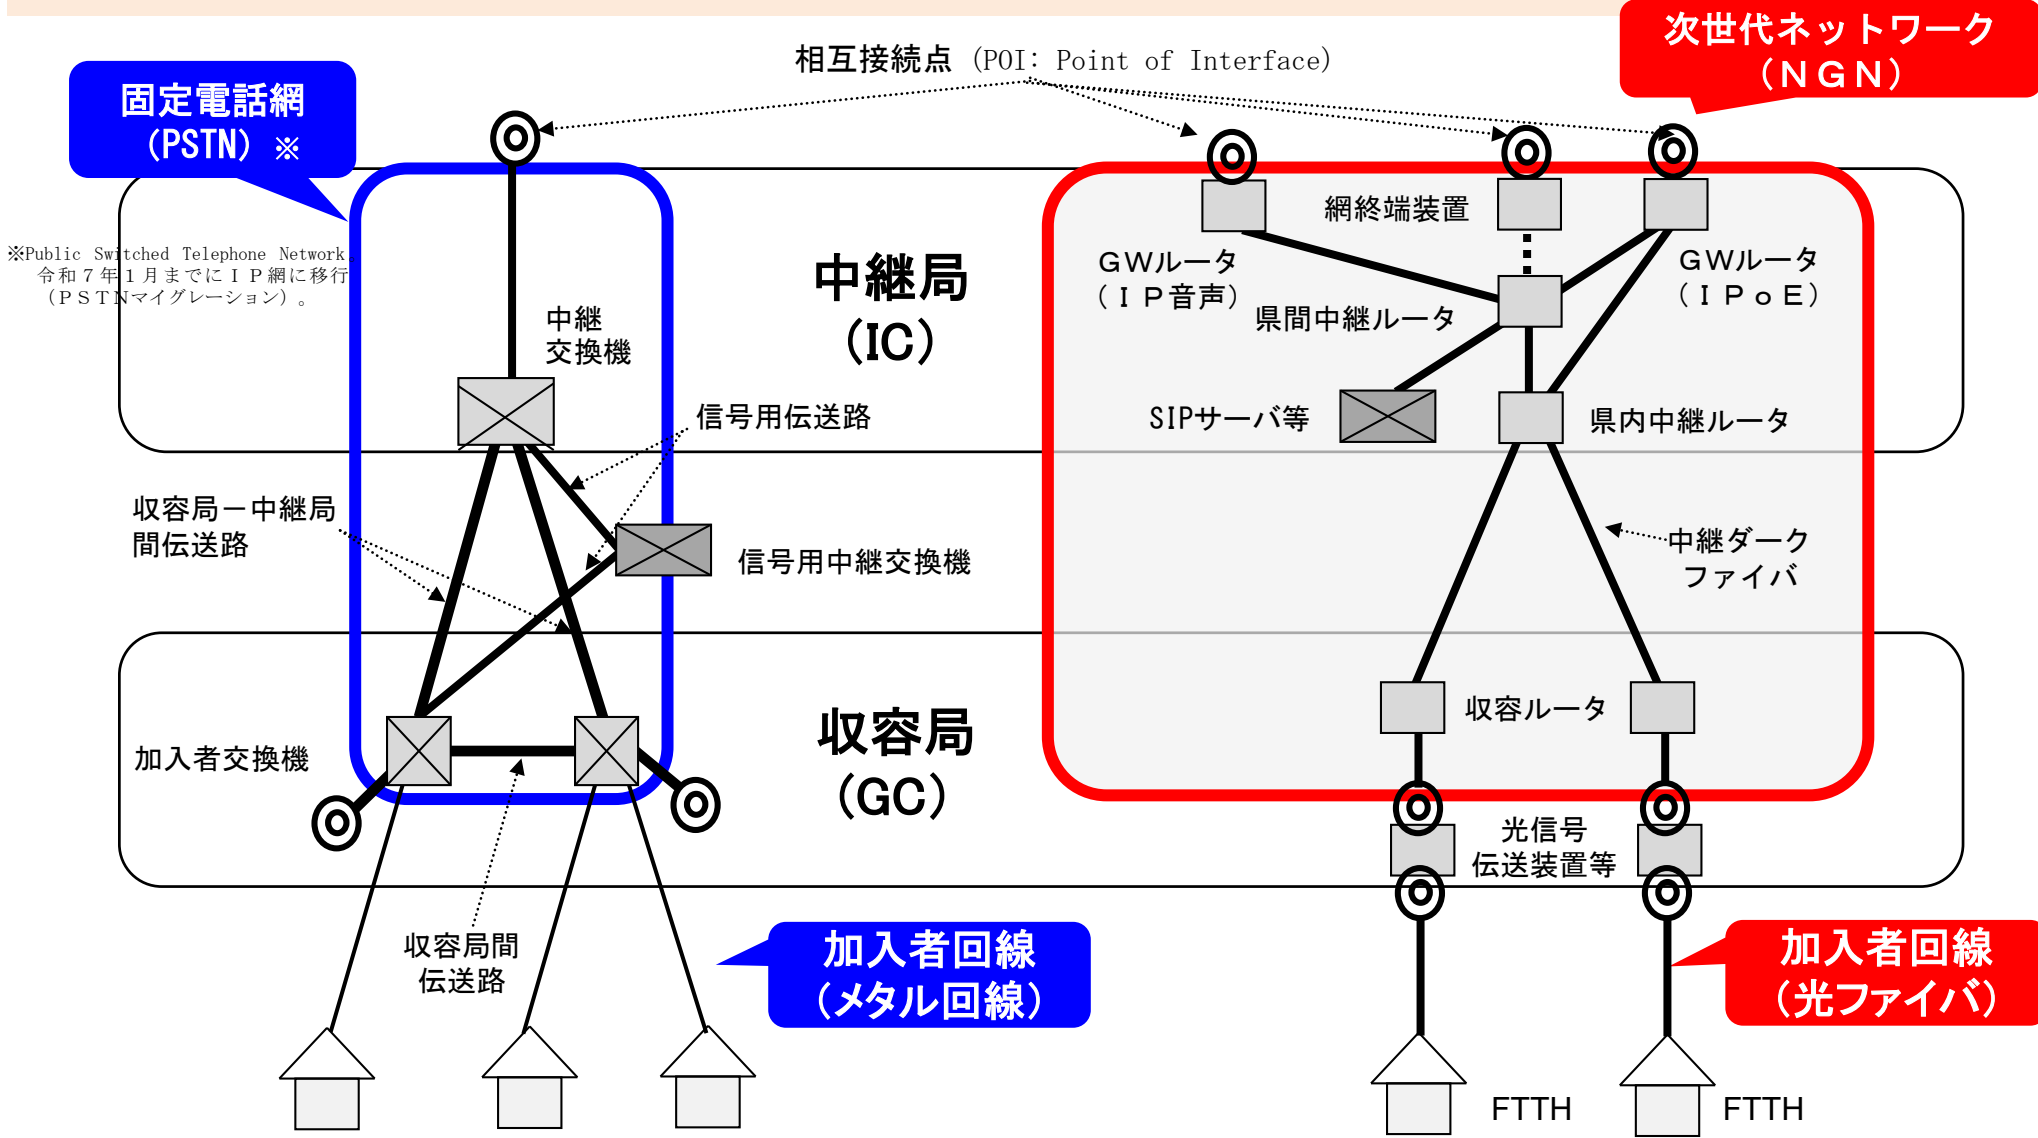 相互接続点（POI: Point of Interface）
次世代ネットワーク
（ＮＧＮ）
固定電話網
（PSTN）※
※Public Switched Telephone Network.
令和７年１月までにＩＰ網に移行
（ＰＳＴＮマイグレーション）。
中継
交換機
中継局
（IC）
網終端装置
ＧＷルータ
（ＩＰ音声）
ＧＷルータ
（ＩＰｏＥ）
県間中継ルータ
信号用伝送路
SIPサーバ等
県内中継ルータ
収容局－中継局
間伝送路
信号用中継交換機
中継ダーク
ファイバ
加入者交換機
収容局
（GC）
収容ルータ
光信号
伝送装置等
収容局間
伝送路
加入者回線
（メタル回線）
加入者回線
（光ファイバ）
FTTH
FTTH